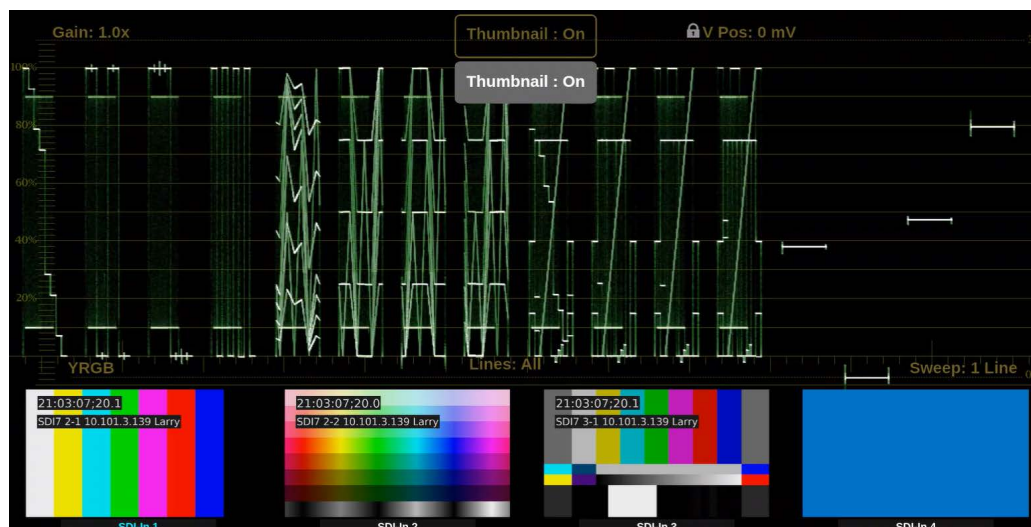 Gain: 1.0x
Thumbnail : On
V Pos: 0 mV
Thumbnail : On
100%
80%
60%
40%
20%
YRGB
Lines: All
Sweep: 1 Line
21:03:07;20.1
SDI7 2-1 10.101.3.139 Larry
21:03:07;20.0
SDI7 2-2 10.101.3.139 Larry
21:03:07;20.1
SDI7 3-1 10.101.3.139 Larry
SDI In 1
SDI In 2
SDI In 3
SDI In 4